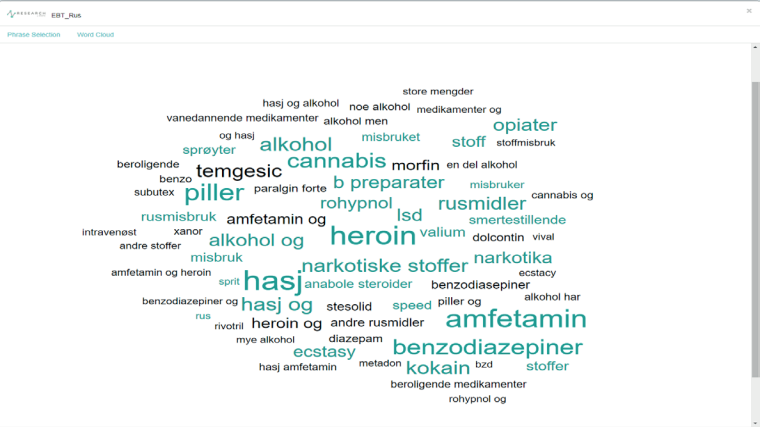 RESEARCH
EBT_Rus
×
Phrase Selection
Word Cloud
store mengder
hasj og alkohol
noe alkohol
medikamenter og
vanedannende medikamenter
alkohol men
opiater
og hasj
alkohol
misbruket
stoff
stoffmisbruk
sprøyter
cannabis
morfin
en del alkohol
beroligende
temgesic
benzo
b preparater
misbruker
subutex
piller
paralgin forte
cannabis og
rohypnol
rusmidler
rusmisbruk
amfetamin og
lsd
smertestillende
intravenøst
xanor
heroin
valium
dolcontin
vival
andre stoffer
alkohol og
misbruk
narkotiske stoffer
narkotika
amfetamin og heroin
ecstacy
sprit
hasj
anabole steroider
benzodiasepiner
benzodiazepiner og
hasj og
stesolid
speed
piller og
alkohol har
rus
rivotril
heroin og
andre rusmidler
amfetamin
mye alkohol
diazepam
ecstasy
benzodiazepiner
hasj amfetamin
metadon
kokain
bzd
stoffer
beroligende medikamenter
rohypnol og